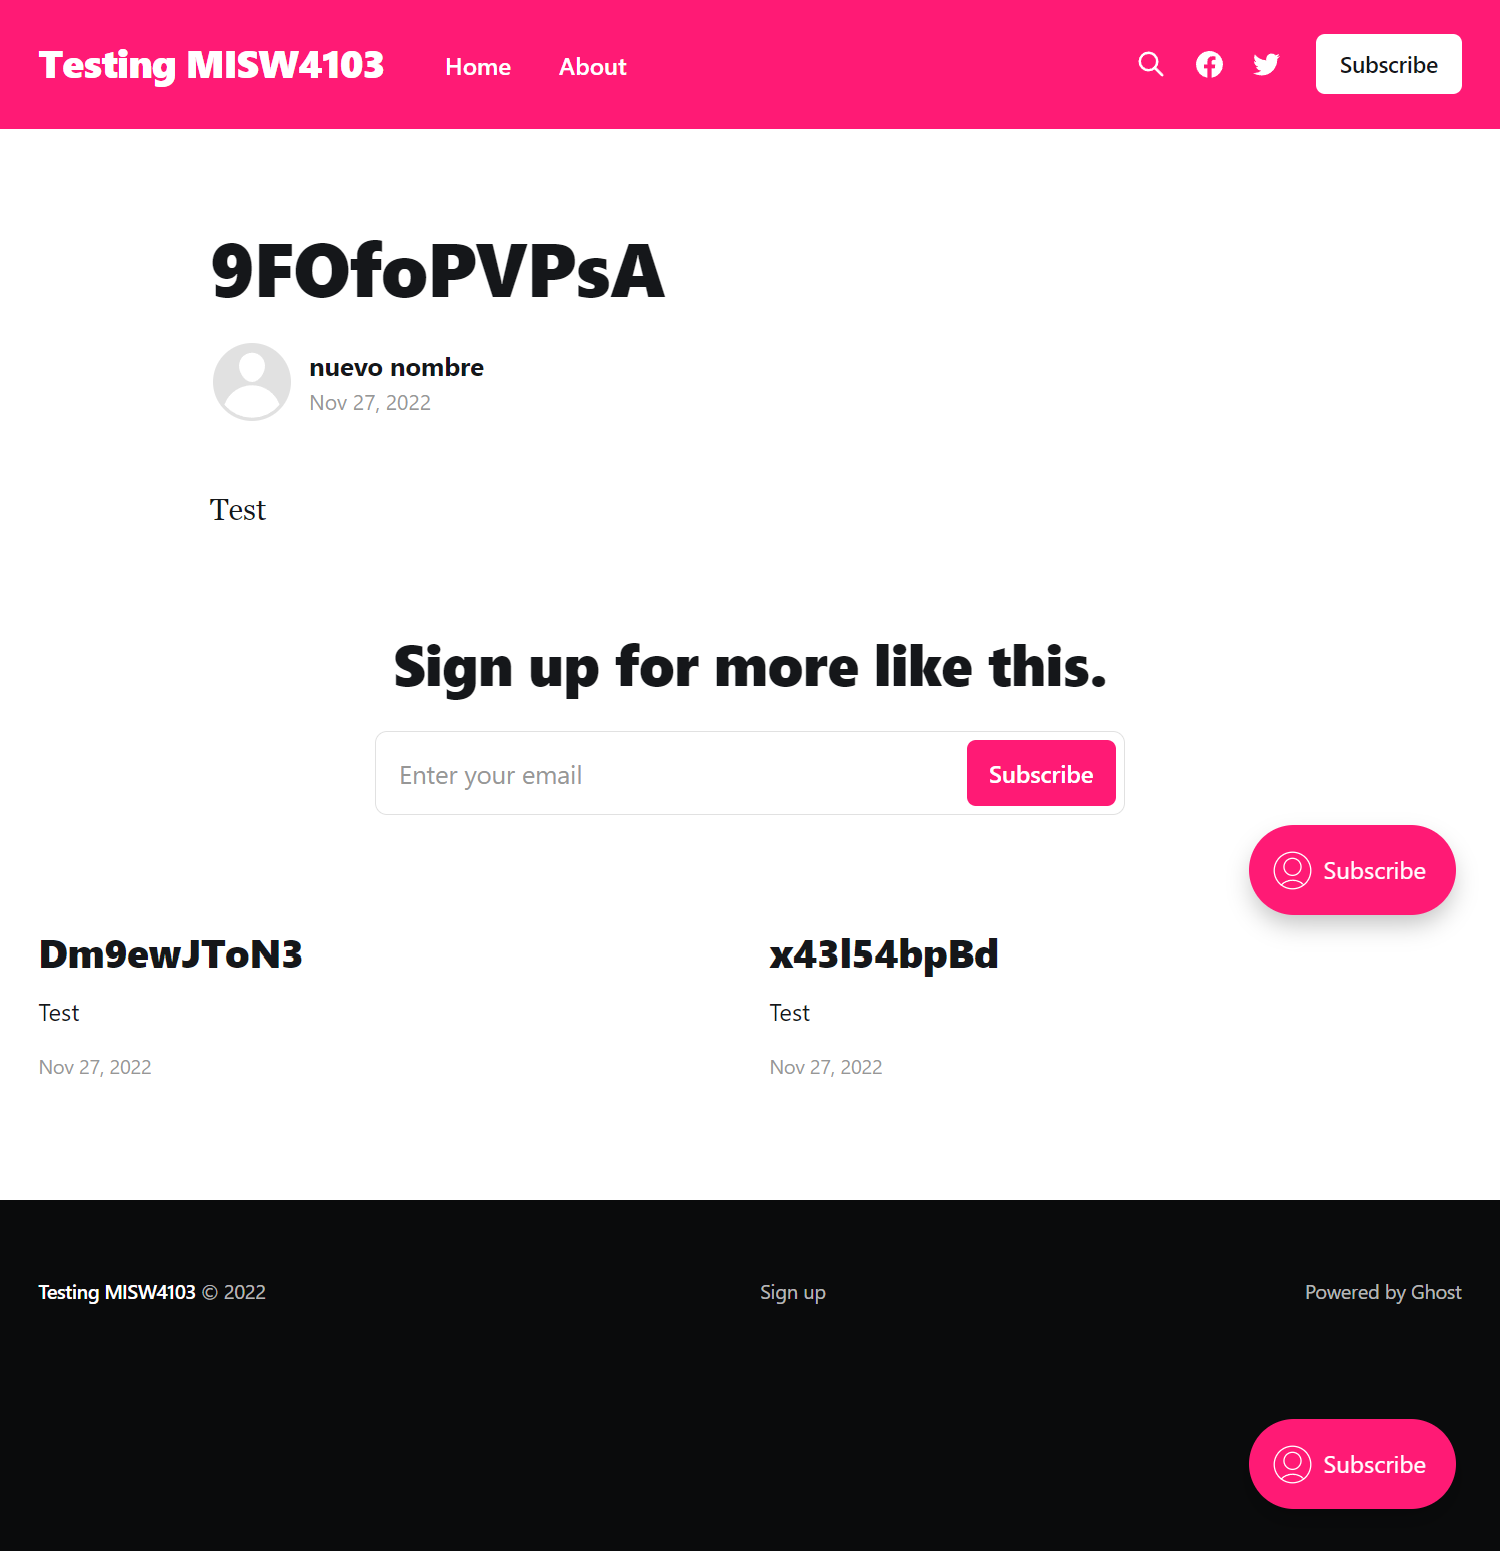 Testing MISW4103 Home About Subscribe
9FOfoPVPsA
nuevo nombre
Nov 27, 2022
Test
Sign up for more like this.
Enter your email Subscribe
Subscribe
Dm9ewJToN3
Test
Nov 27, 2022
x43l54bpBd
Test
Nov 27, 2022
Testing MISW4103 © 2022 Sign up Powered by Ghost
Subscribe